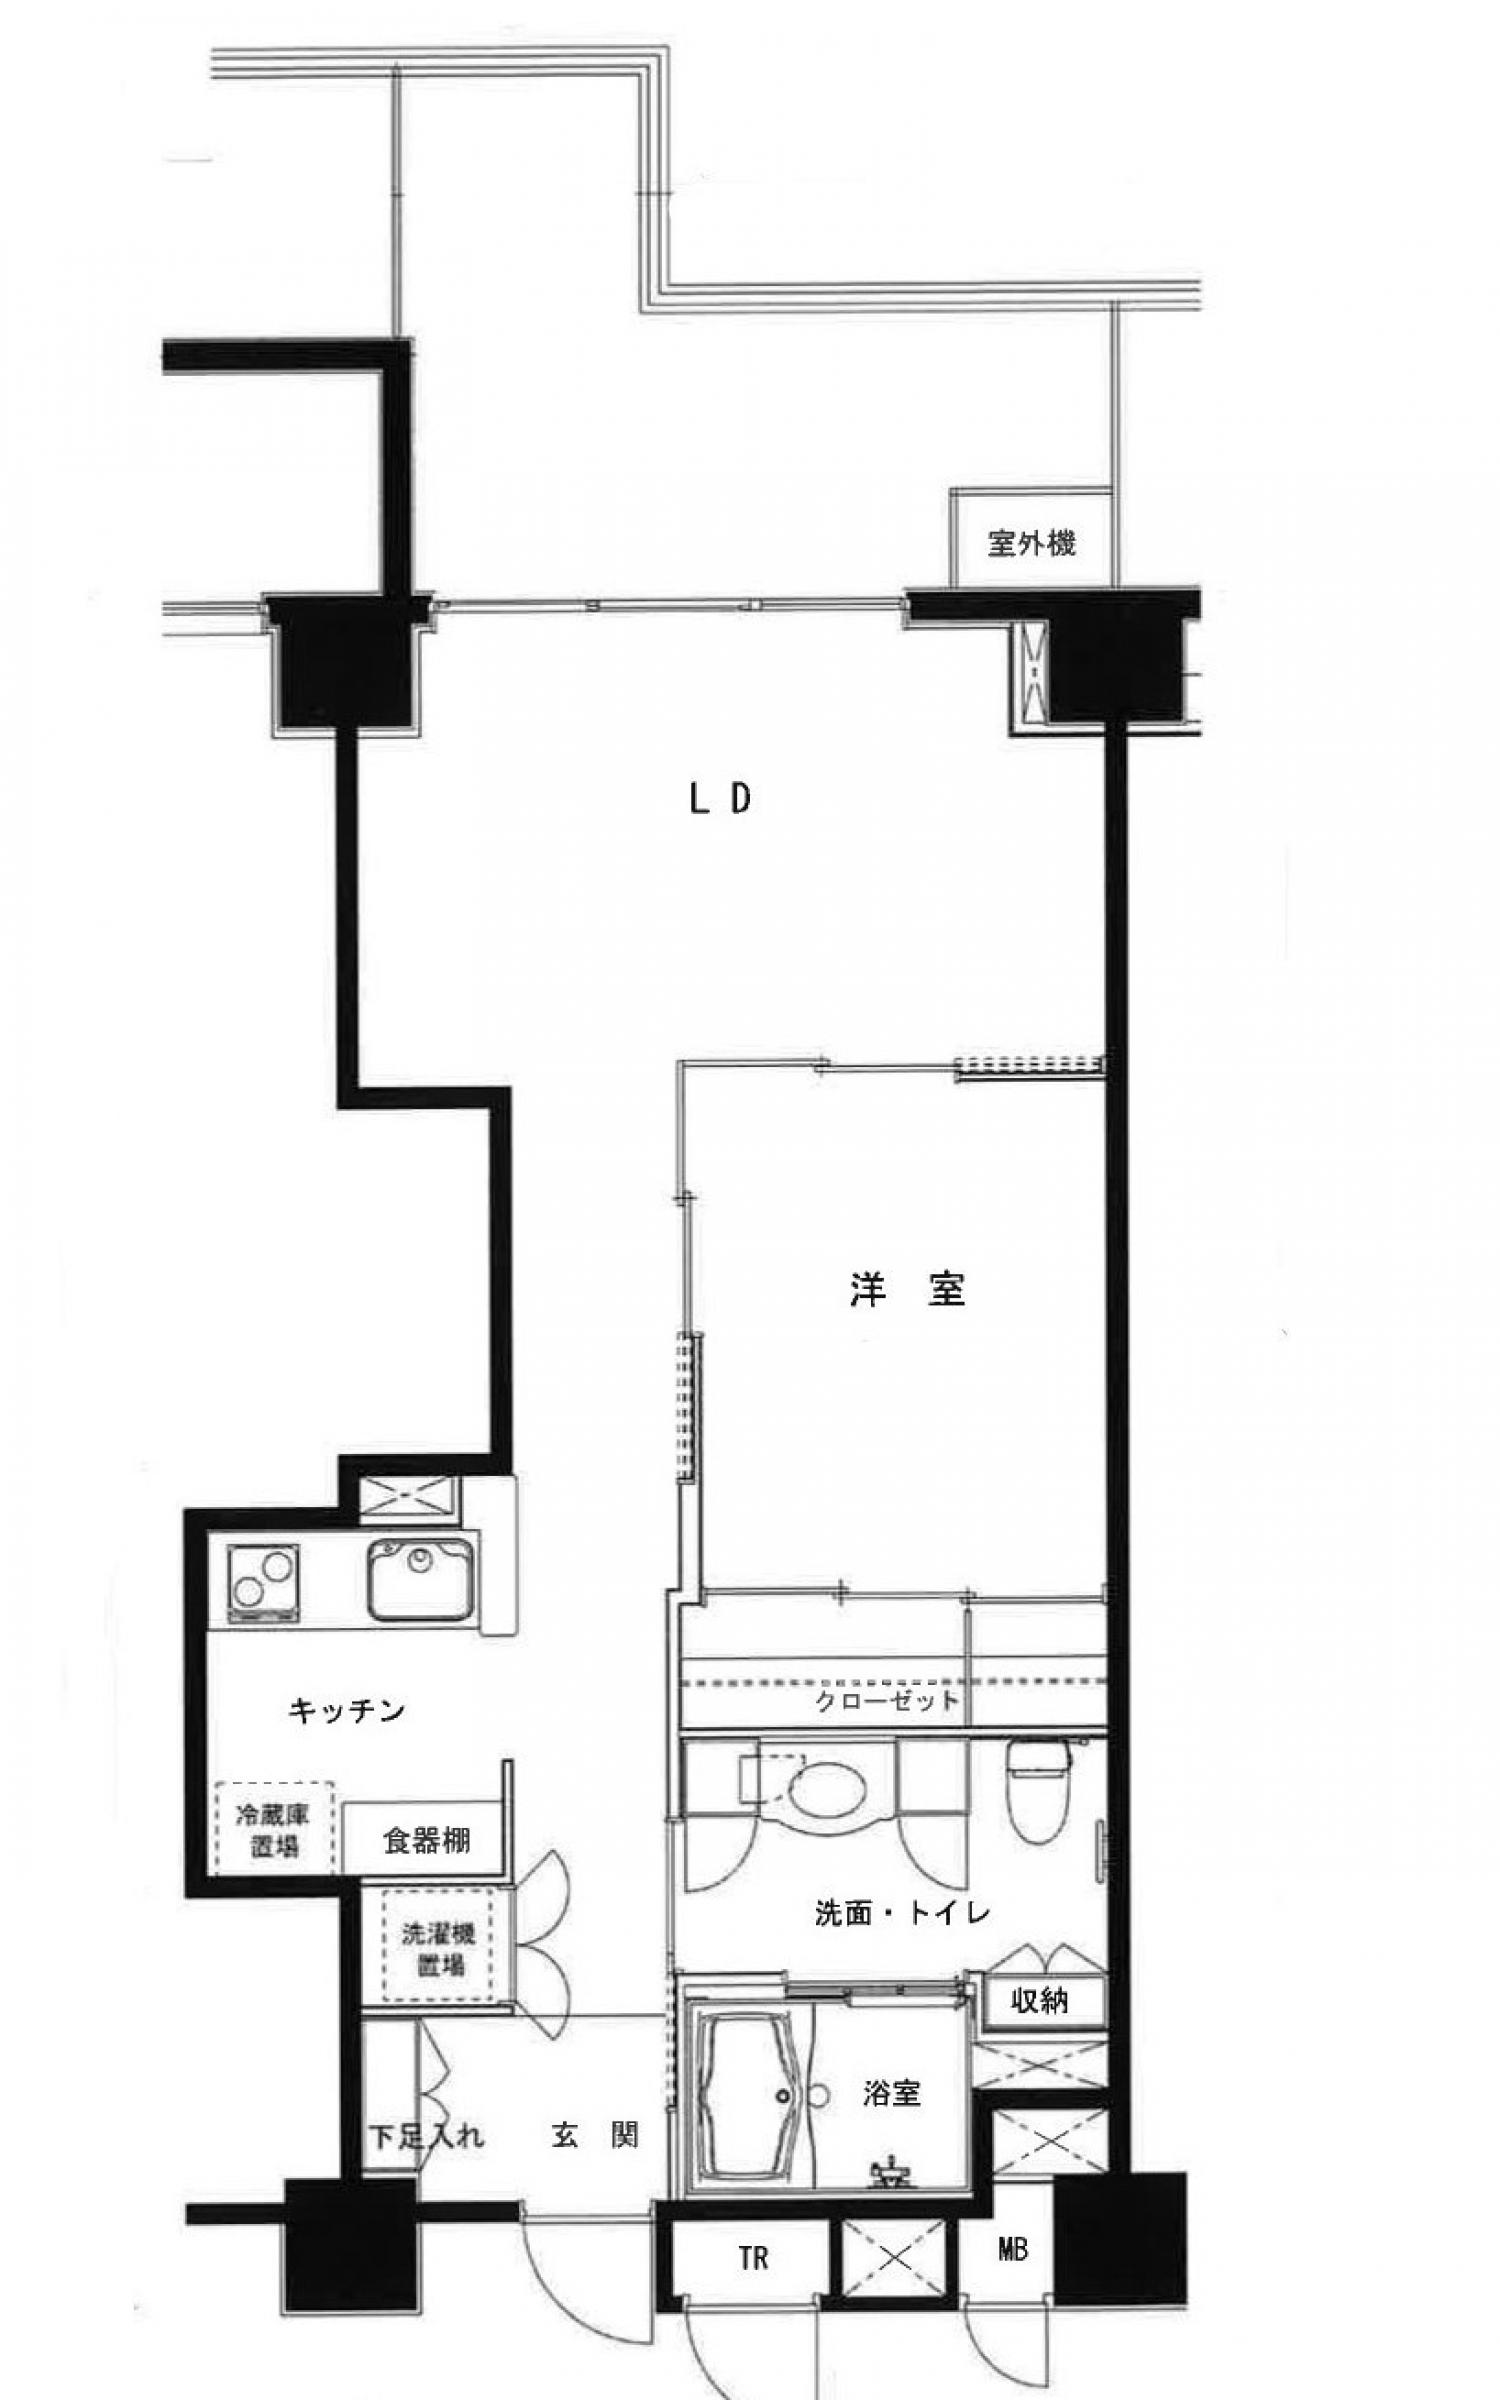 室外機
L D
洋 室
キッチン
クローゼット
冷蔵庫
置場
食器棚
洗面・トイレ
洗濯機
置場
収納
浴室
下足入れ
玄 関
TR
MB